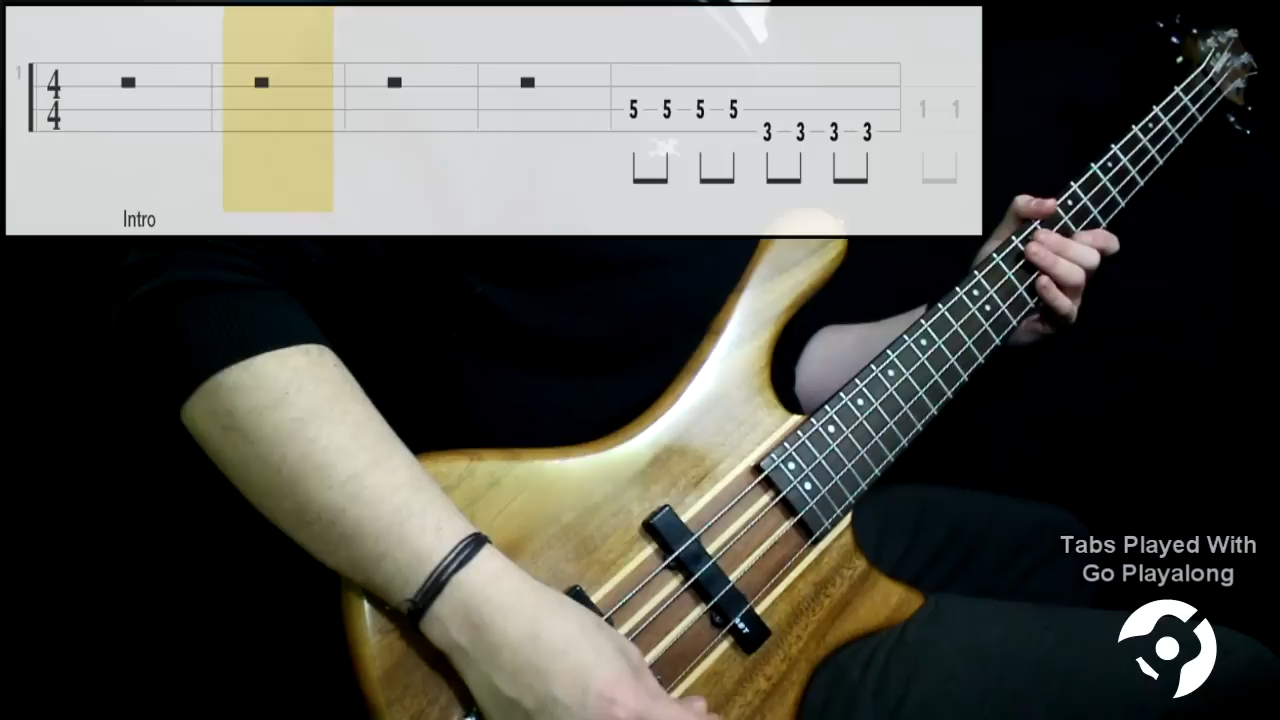 1
4
4
5 5 5 5
1 1
3 3 3 3
Intro
Tabs Played With
Go Playalong